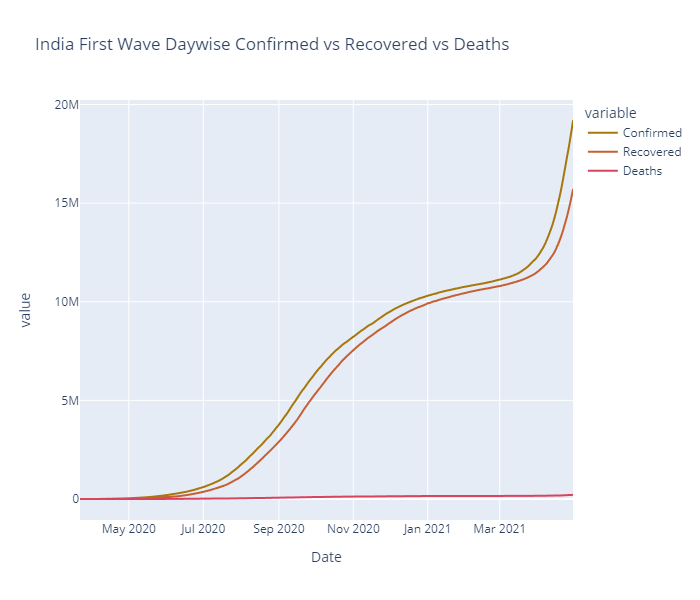 India First Wave Daywise Confirmed vs Recovered vs Deaths
variable
Confirmed
Recovered
Deaths
20M
15M
10M
5M
0
value
May 2020 Jul 2020 Sep 2020 Nov 2020 Jan 2021 Mar 2021
Date